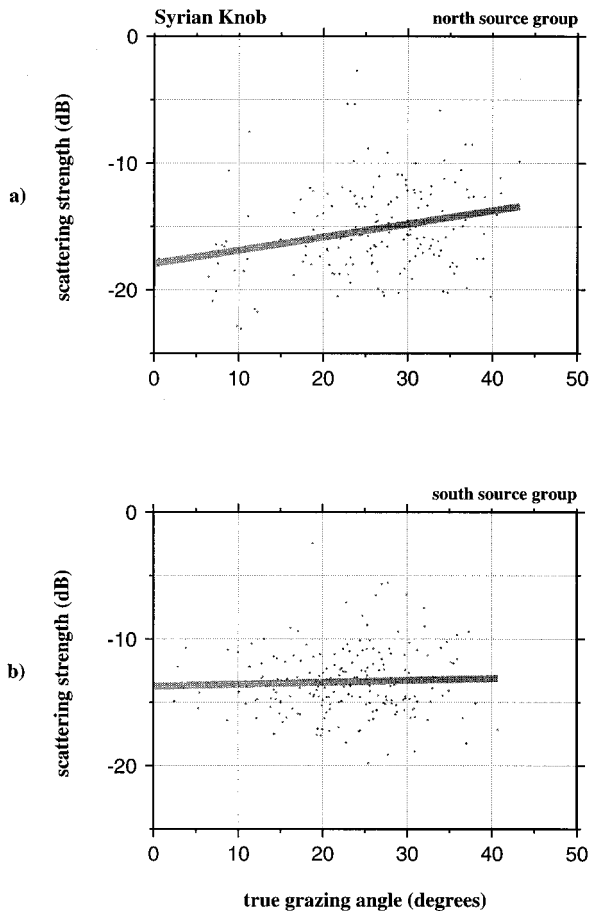 Syrian Knob north source group
a)
scattering strength (dB)
0
-10
-20
0 10 20 30 40 50
south source group
b)
scattering strength (dB)
0
-10
-20
0 10 20 30 40 50
true grazing angle (degrees)